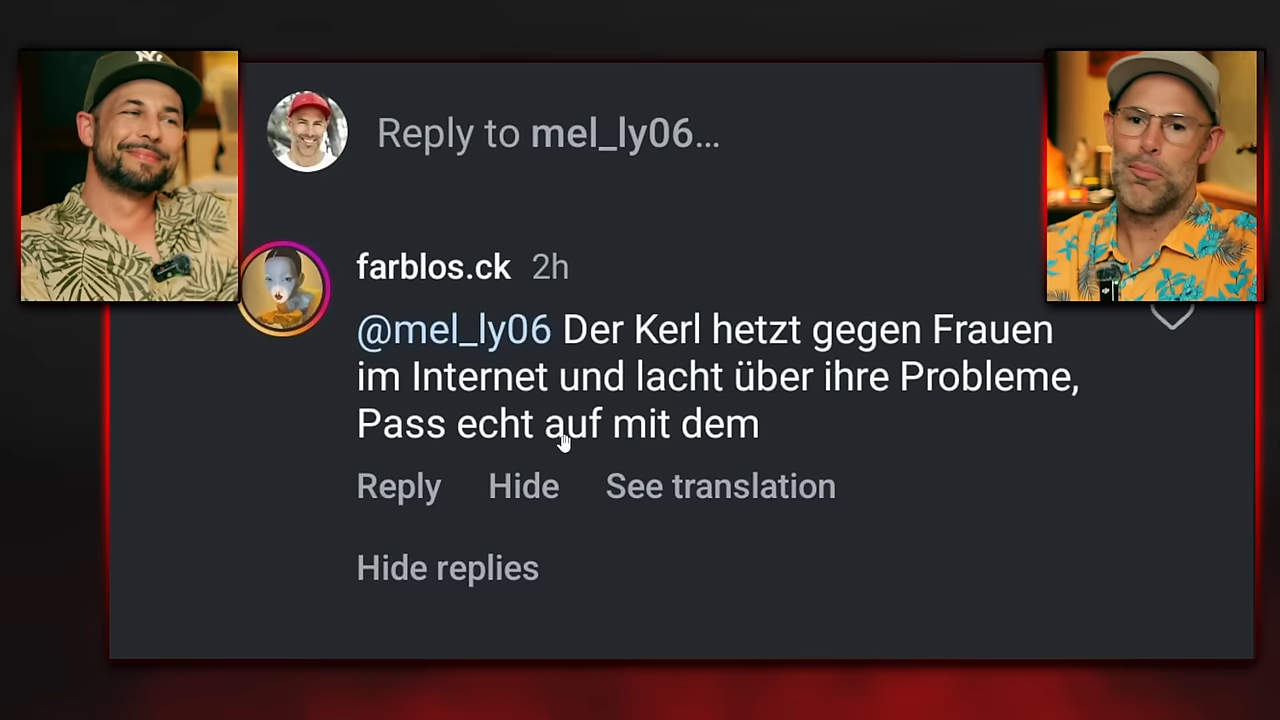 NY
Reply to mel_ly06...
farblos.ck 2h
@mel_ly06 Der Kerl hetzt gegen Frauen
im Internet und lacht über ihre Probleme,
Pass echt auf mit dem
Reply Hide See translation
Hide replies